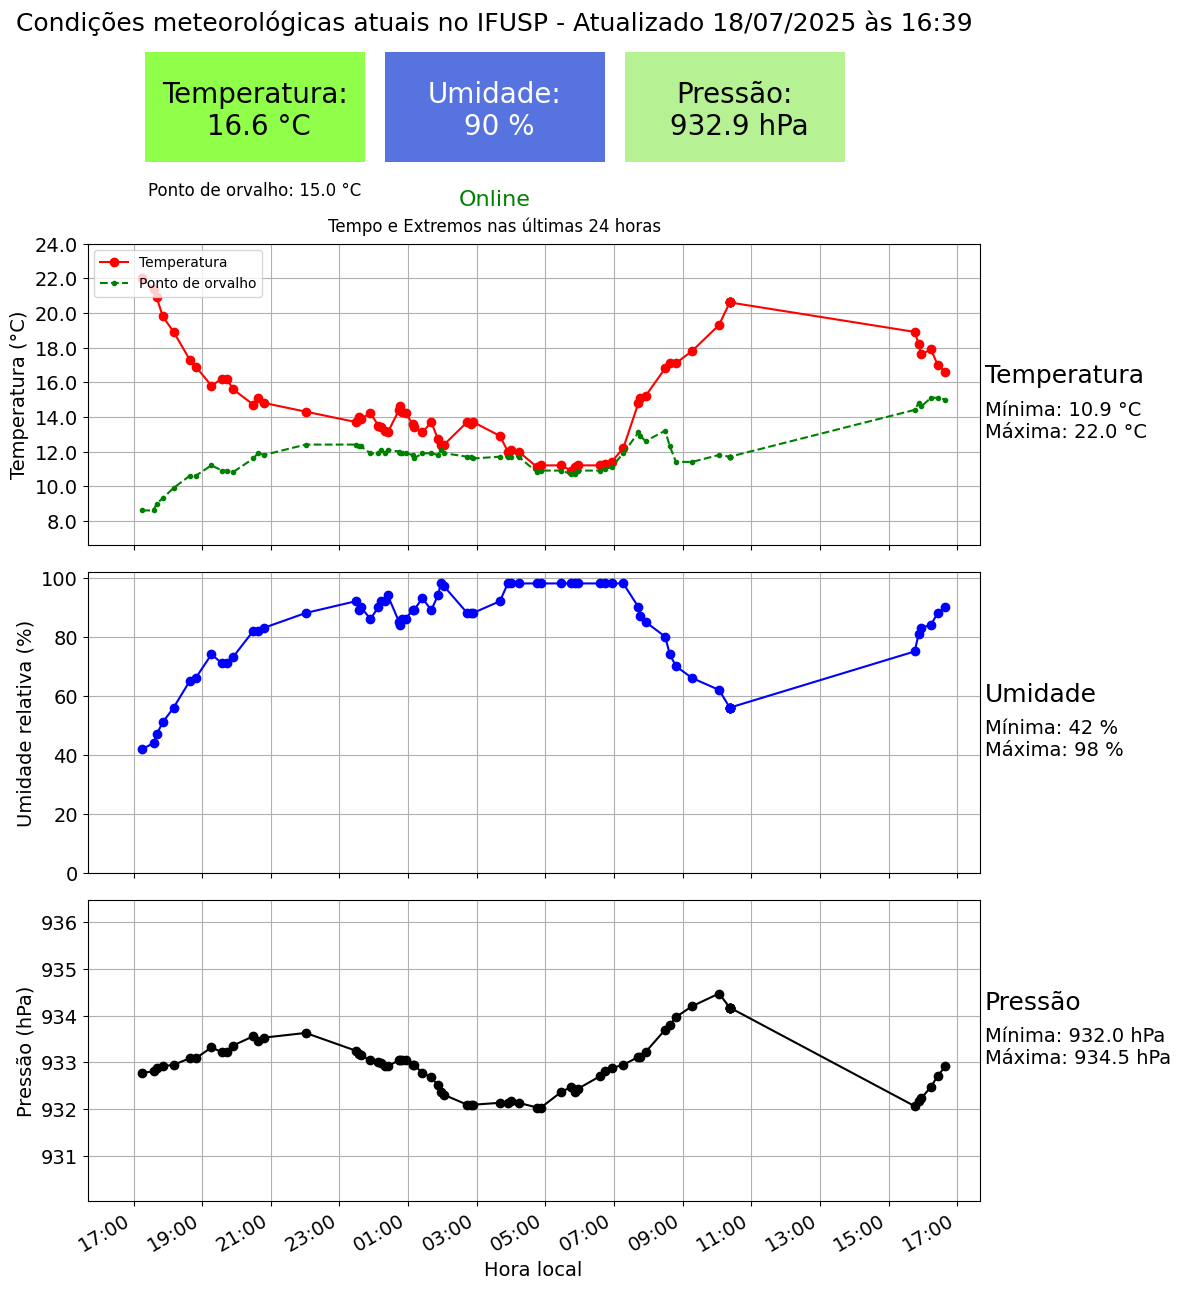 Condições meteorológicas atuais no IFUSP - Atualizado 18/07/2025 às 16:39
Temperatura:
16.6 °C
Umidade:
90 %
Pressão:
932.9 hPa
Ponto de orvalho: 15.0 °C
Online
Tempo e Extremos nas últimas 24 horas
Temperatura (°C)
24.0
22.0
20.0
18.0
16.0
14.0
12.0
10.0
8.0
Temperatura
Ponto de orvalho
Temperatura
Mínima: 10.9 °C
Máxima: 22.0 °C
Umidade relativa (%)
100
80
60
40
20
0
Umidade
Mínima: 42 %
Máxima: 98 %
Pressão (hPa)
936
935
934
933
932
931
Pressão
Mínima: 932.0 hPa
Máxima: 934.5 hPa
17:00 19:00 21:00 23:00 01:00 03:00 05:00 07:00 09:00 11:00 13:00 15:00 17:00
Hora local